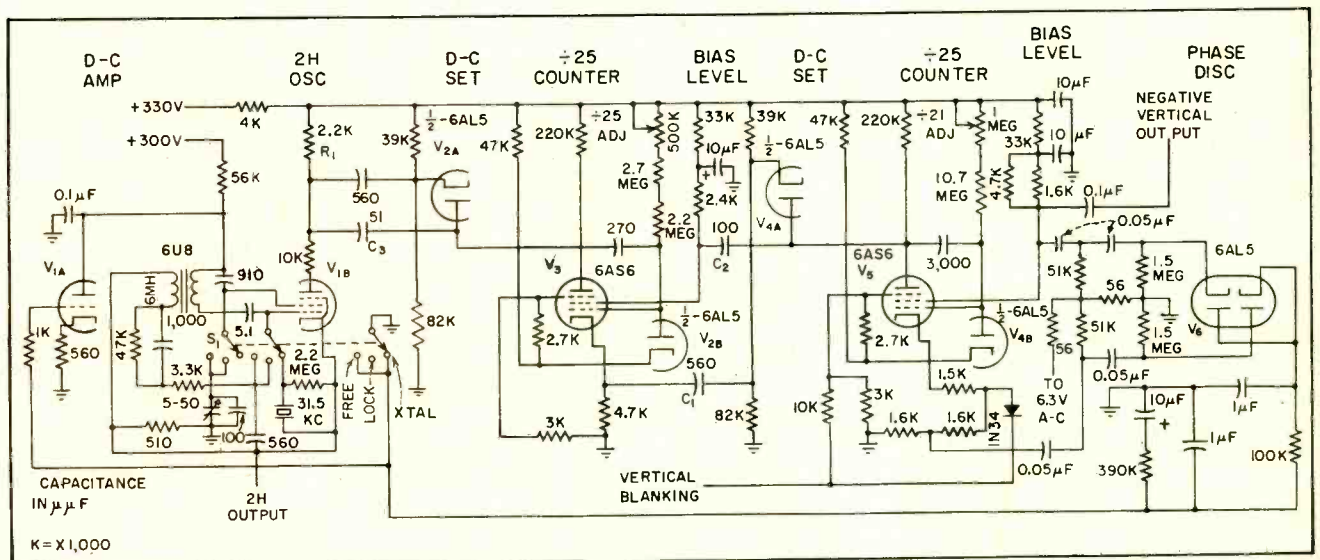 D-C AMP
2H OSC
D-C SET
÷25 COUNTER
BIAS LEVEL
D-C SET
÷25 COUNTER
BIAS LEVEL
PHASE DISC
+330V
4K
+300V
56K
0.1μF
V1A
6U8
1K
560
6MH
47K
1,000
910
5.1
S1
3.3K
5-50
100
510
560
2.2 MEG
31.5 KC
2.2K
R1
10K
V1B
560
51
C3
39K
½-6AL5
V2A
82K
FREE
LOCK
XTAL
47K
220K
÷25 ADJ
500K
2.7 MEG
2.2 MEG
270
V3
6AS6
2.7K
½-6AL5
V2B
560
C1
3K
4.7K
33K
10μF
+
2.4K
100
C2
39K
½-6AL5
V4A
82K
47K
220K
÷21 ADJ
1 MEG
10.7 MEG
3,000
6AS6
V5
2.7K
½-6AL5
V4B
10K
3K
1.5K
1.6K
1.6K
1N34
0.05μF
10μF
33K
10μF
4.7K
1.6K
0.1μF
NEGATIVE VERTICAL OUTPUT
0.05μF
51K
1.5 MEG
56
51K
1.5 MEG
56
TO 6.3V A-C
0.05μF
6AL5
V6
10μF
+
390K
1μF
1μF
100K
VERTICAL BLANKING
2H OUTPUT
CAPACITANCE IN μμF
K=X1,000